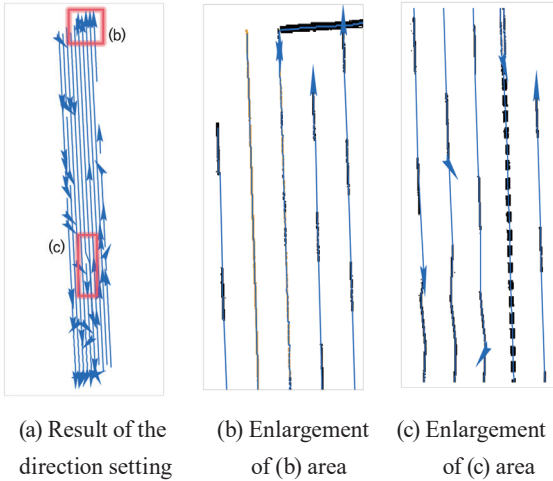 (b)
(c)
(a) Result of the
direction setting
(b) Enlargement
of (b) area
(c) Enlargement
of (c) area